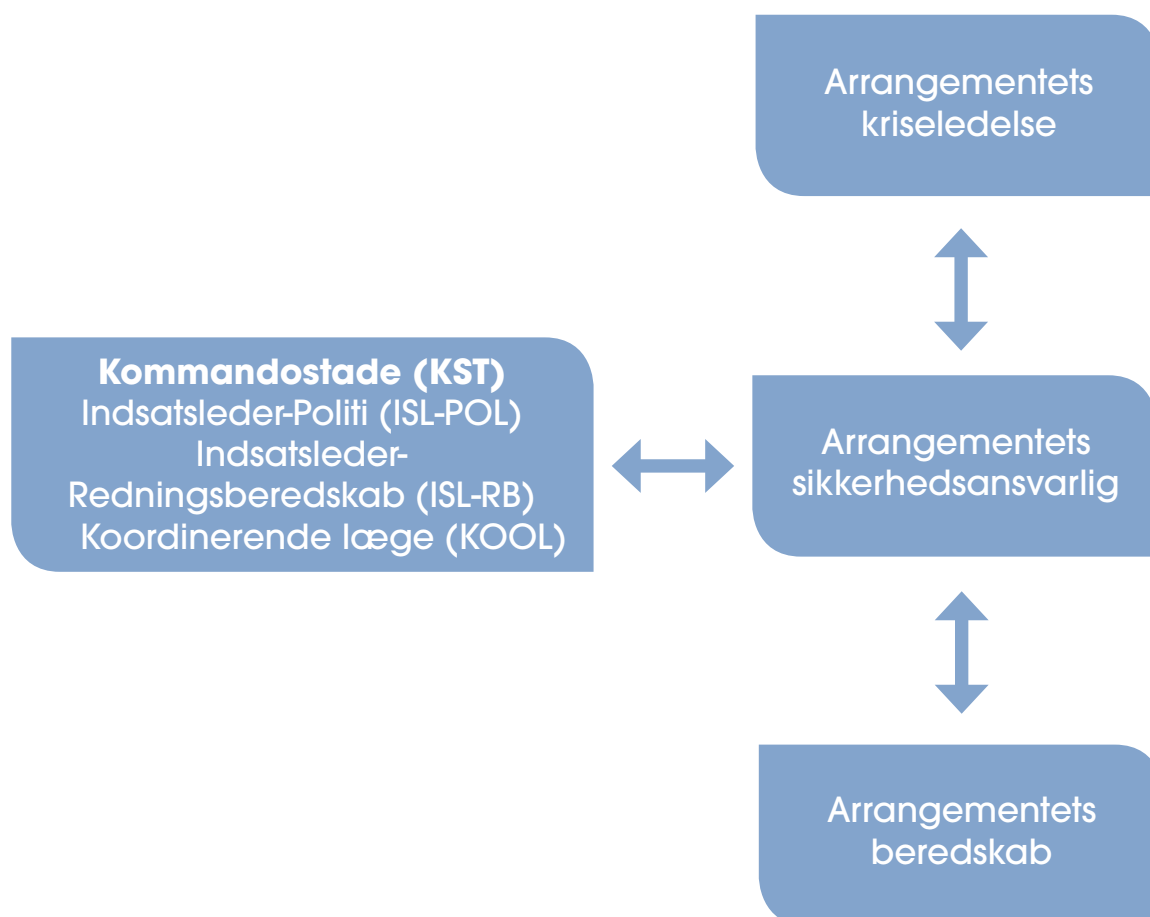 Arrangementets
kriseledelse
Kommandostade (KST)
Indsatsleder-Politi (ISL-POL)
Indsatsleder-
Redningsberedskab (ISL-RB)
Koordinerende læge (KOOL)
Arrangementets
sikkerhedsansvarlig
Arrangementets
beredskab